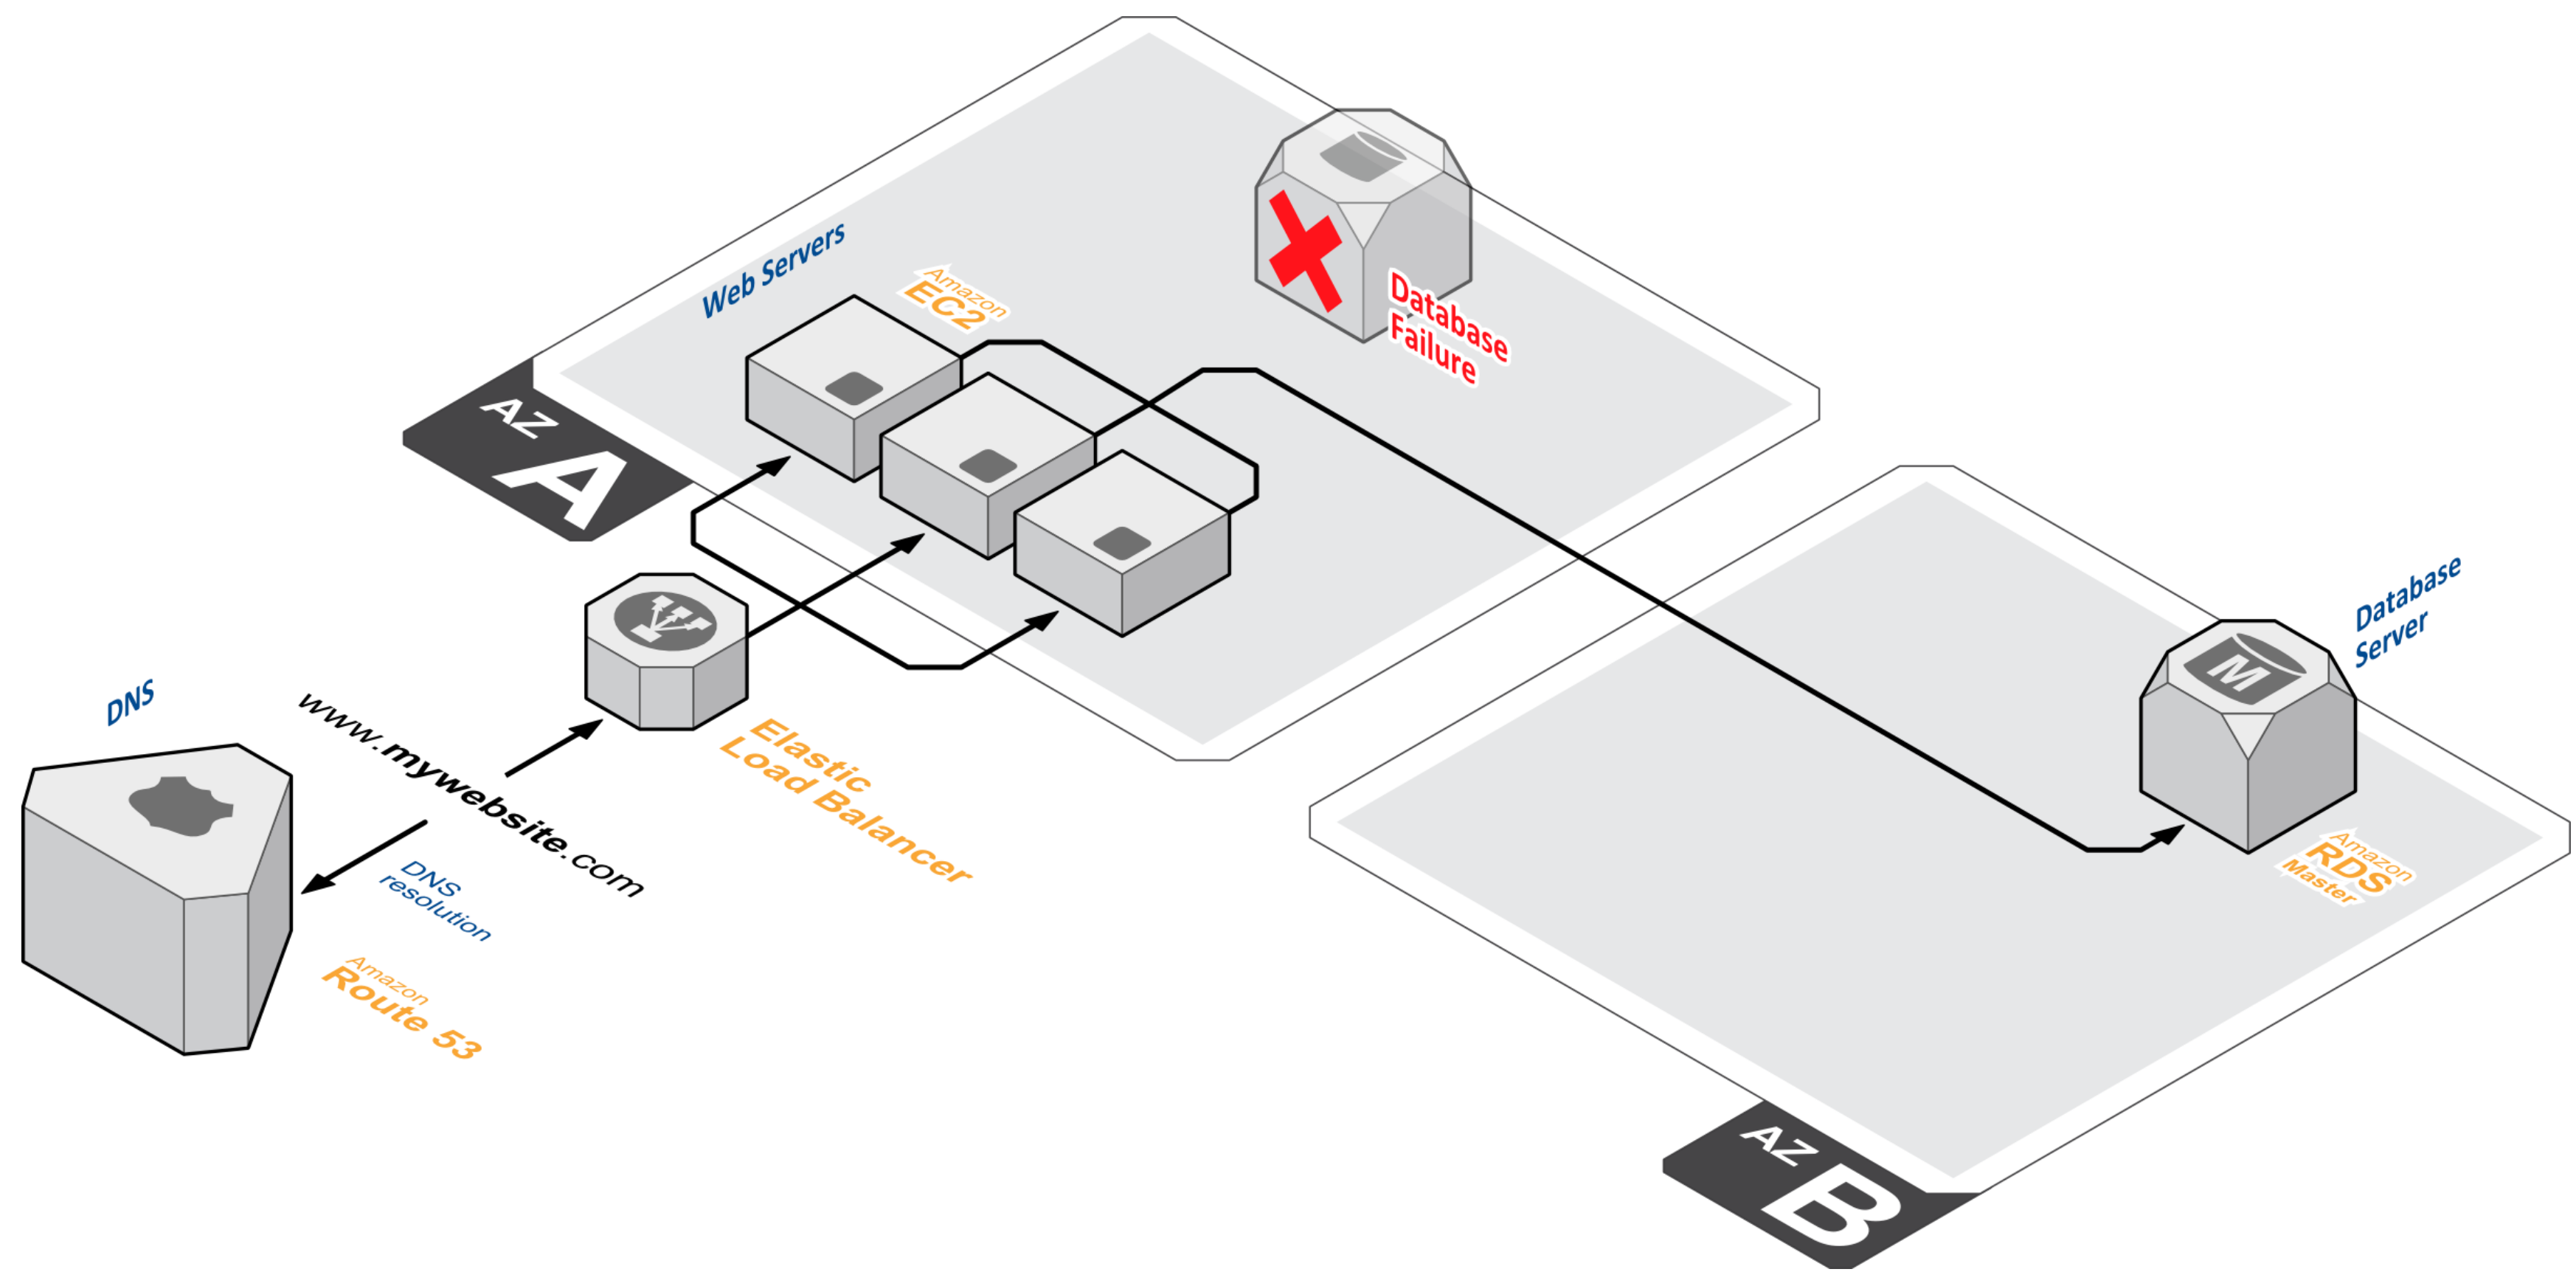 Web Servers
Amazon
EC2
Database
Failure
AZ
A
DNS
www.mywebsite.com
DNS
resolution
Amazon
Route 53
Elastic
Load Balancer
Database
Server
M
Amazon
RDS
Master
AZ
B